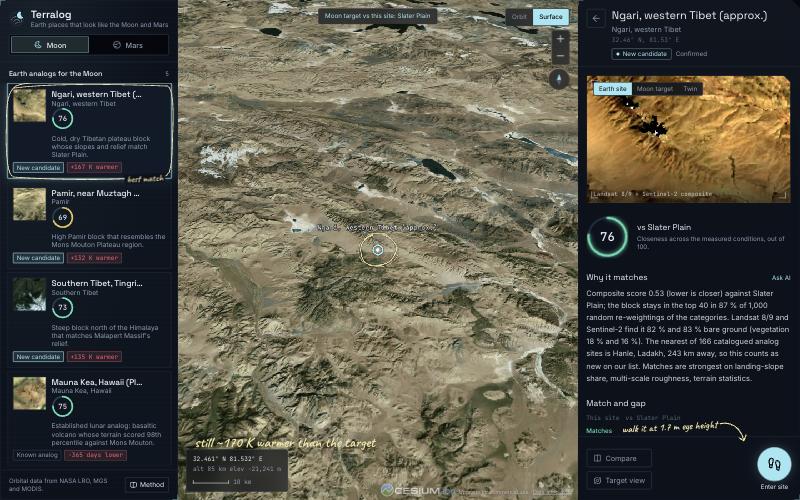 Terralog
Earth places that look like the Moon and Mars
Moon
Mars
Earth analogs for the Moon
5
Ngari, western Tibet (...
Ngari, western Tibet
76
Cold, dry Tibetan plateau block
whose slopes and relief match
Slater Plain.
New candidate
+167 K warmer
best match
Pamir, near Muztagh ...
Pamir
69
High Pamir block that resembles the
Mons Mouton Plateau region.
New candidate
+132 K warmer
Southern Tibet, Tingri...
Southern Tibet
73
Steep block north of the Himalaya
that matches Malapert Massif's
relief.
New candidate
+135 K warmer
Mauna Kea, Hawaii (Pl...
Mauna Kea, Hawaii
75
Established lunar analog: basaltic
volcano whose terrain scored 98th
percentile against Mons Mouton.
Known analog
-365 days lower
Orbital data from NASA LRO, MGS
and MODIS.
Method
Moon target vs this site: Slater Plain
Orbit
Surface
+
−
Ngari, western Tibet (approx.)
still ~170 K warmer than the target
32.461° N 81.532° E
alt 85 km elev -21,241 m
10 km
CESIUM ion
Ngari, western Tibet (approx.)
Ngari, western Tibet
32.46° N, 81.53° E
New candidate
Confirmed
Earth site
Moon target
Twin
Landsat 8/9 + Sentinel-2 composite
76
vs Slater Plain
Closeness across the measured conditions, out of
100.
Why it matches
Ask AI
Composite score 0.53 (lower is closer) against Slater
Plain; the block stays in the top 40 in 87 % of 1,000
random re-weightings of the categories. Landsat 8/9 and
Sentinel-2 find it 82 % and 83 % bare ground (vegetation
18 % and 16 %). The nearest of 166 catalogued analog
sites is Hanle, Ladakh, 243 km away, so this counts as
new on our list. Matches are strongest on landing-slope
share, multi-scale roughness, terrain statistics.
Match and gap
This site vs Slater Plain
Matches
walk it at 1.7 m eye height
Compare
Target view
Enter site